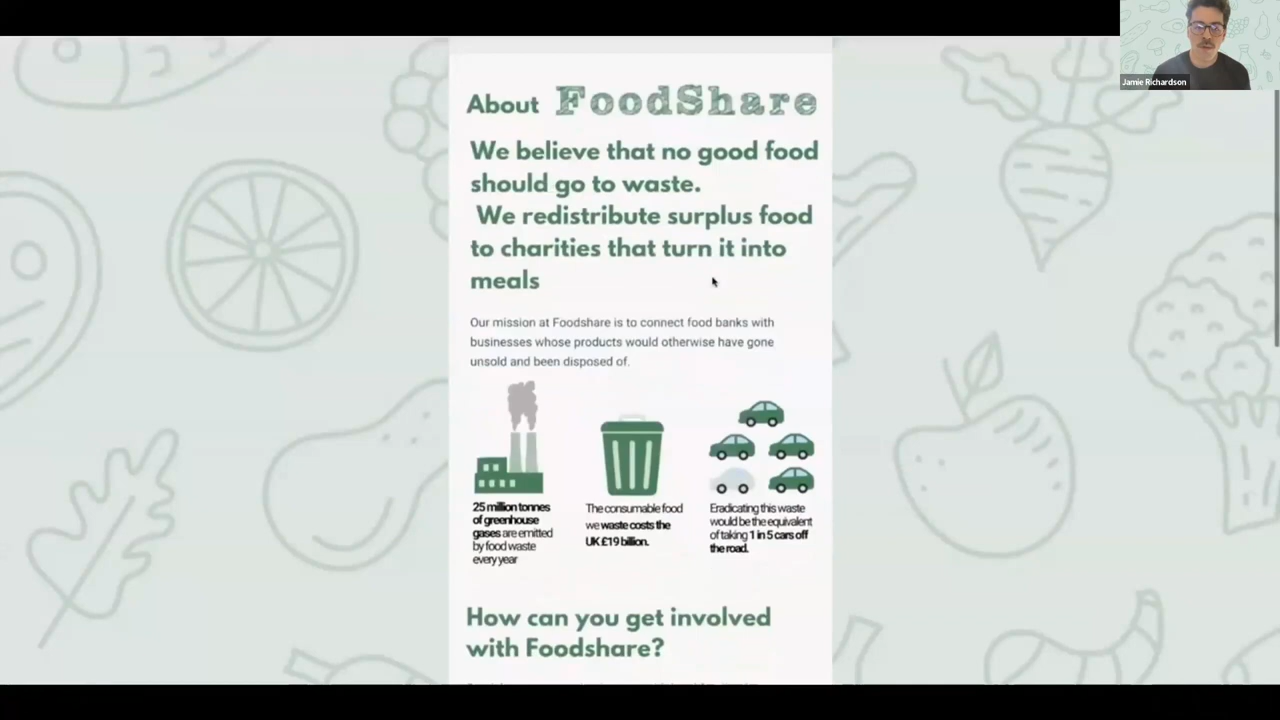 Jamie Richardson
About FoodShare
We believe that no good food
should go to waste.
We redistribute surplus food
to charities that turn it into
meals
Our mission at Foodshare is to connect food banks with
businesses whose products would otherwise have gone
unsold and been disposed of.
25 million tonnes
of greenhouse
gases are emitted
by food waste
every year
The consumable food
we waste costs the
UK £19 billion.
Eradicating this waste
would be the equivalent
of taking 1 in 5 cars off
the road.
How can you get involved
with Foodshare?